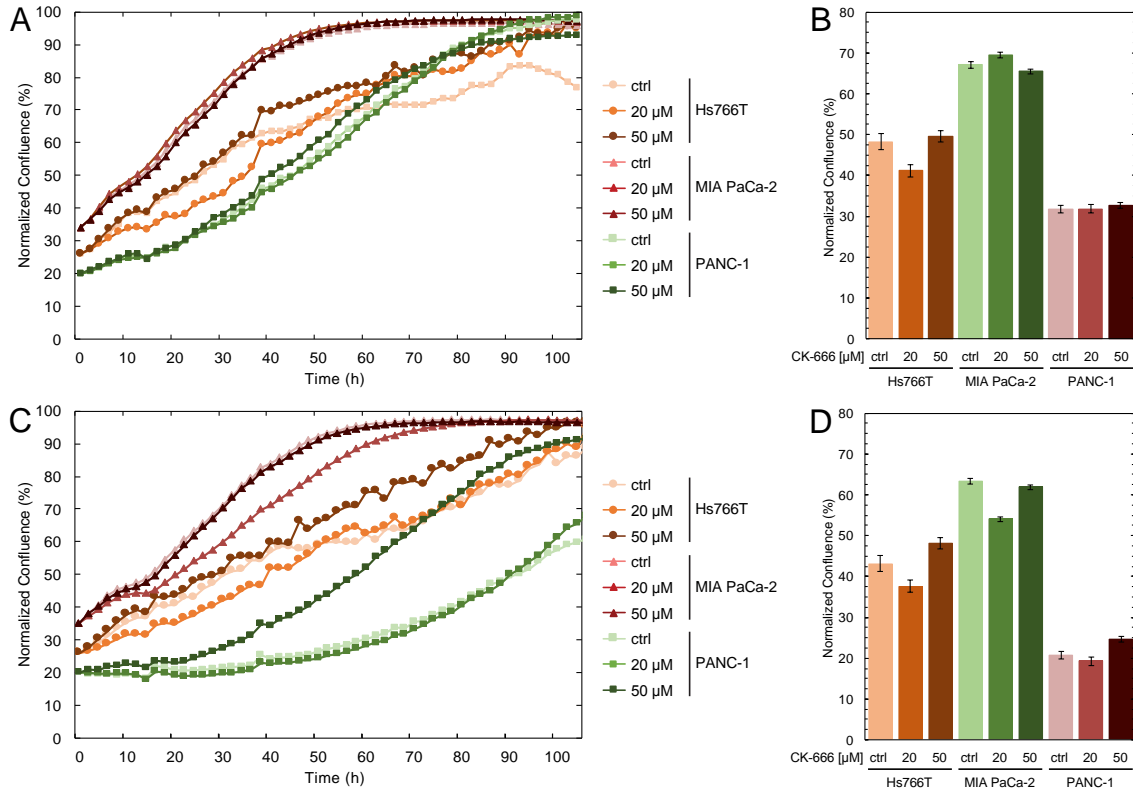 A
Normalized Confluence (%)
100
90
80
70
60
50
40
30
20
10
0
0 10 20 30 40 50 60 70 80 90 100
Time (h)
ctrl
20 µM
50 µM
Hs766T
ctrl
20 µM
50 µM
MIA PaCa-2
ctrl
20 µM
50 µM
PANC-1
B
Normalized Confluence (%)
80
70
60
50
40
30
20
10
0
CK-666 [µM] ctrl 20 50 ctrl 20 50 ctrl 20 50
Hs766T MIA PaCa-2 PANC-1
C
Normalized Confluence (%)
100
90
80
70
60
50
40
30
20
10
0
0 10 20 30 40 50 60 70 80 90 100
Time (h)
ctrl
20 µM
50 µM
Hs766T
ctrl
20 µM
50 µM
MIA PaCa-2
ctrl
20 µM
50 µM
PANC-1
D
Normalized Confluence (%)
80
70
60
50
40
30
20
10
0
CK-666 [µM] ctrl 20 50 ctrl 20 50 ctrl 20 50
Hs766T MIA PaCa-2 PANC-1